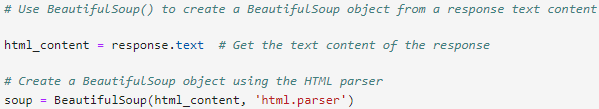 # Use BeautifulSoup() to create a BeautifulSoup object from a response text content
html_content = response.text  # Get the text content of the response
# Create a BeautifulSoup object using the HTML parser
soup = BeautifulSoup(html_content, 'html.parser')